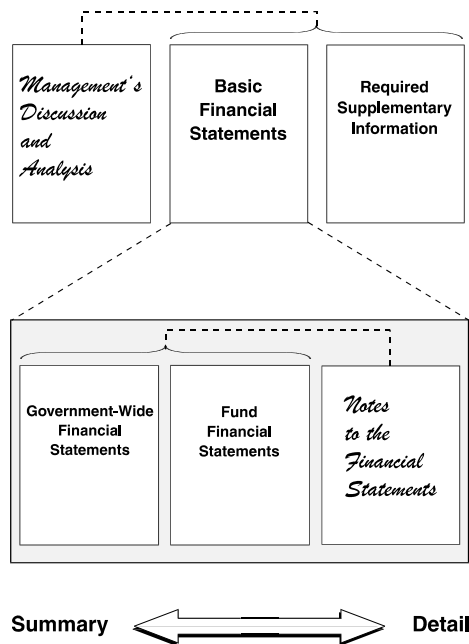 Management's
Discussion
and
Analysis
Basic
Financial
Statements
Required
Supplementary
Information
Government-Wide
Financial
Statements
Fund
Financial
Statements
Notes
to the
Financial
Statements
Summary
Detail